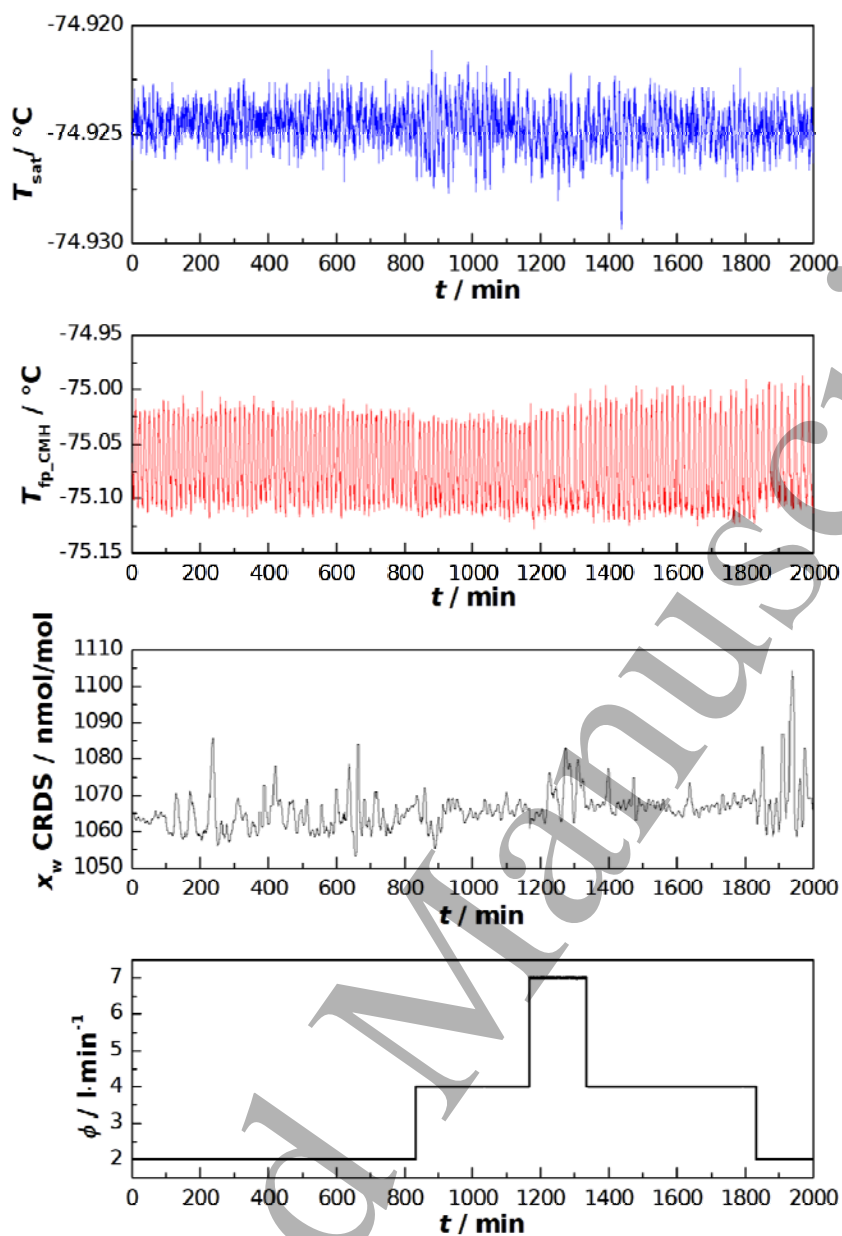 -74.920
-74.925
-74.930
T_sat / °C
0 200 400 600 800 1000 1200 1400 1600 1800 2000
t / min
-74.95
-75.00
-75.05
-75.10
-75.15
T_fp_CMH / °C
0 200 400 600 800 1000 1200 1400 1600 1800 2000
t / min
1110
1100
1090
1080
1070
1060
1050
x_w CRDS / nmol/mol
0 200 400 600 800 1000 1200 1400 1600 1800 2000
t / min
7
6
5
4
3
2
ϕ / l·min⁻¹
0 200 400 600 800 1000 1200 1400 1600 1800 2000
t / min
d Manuscri